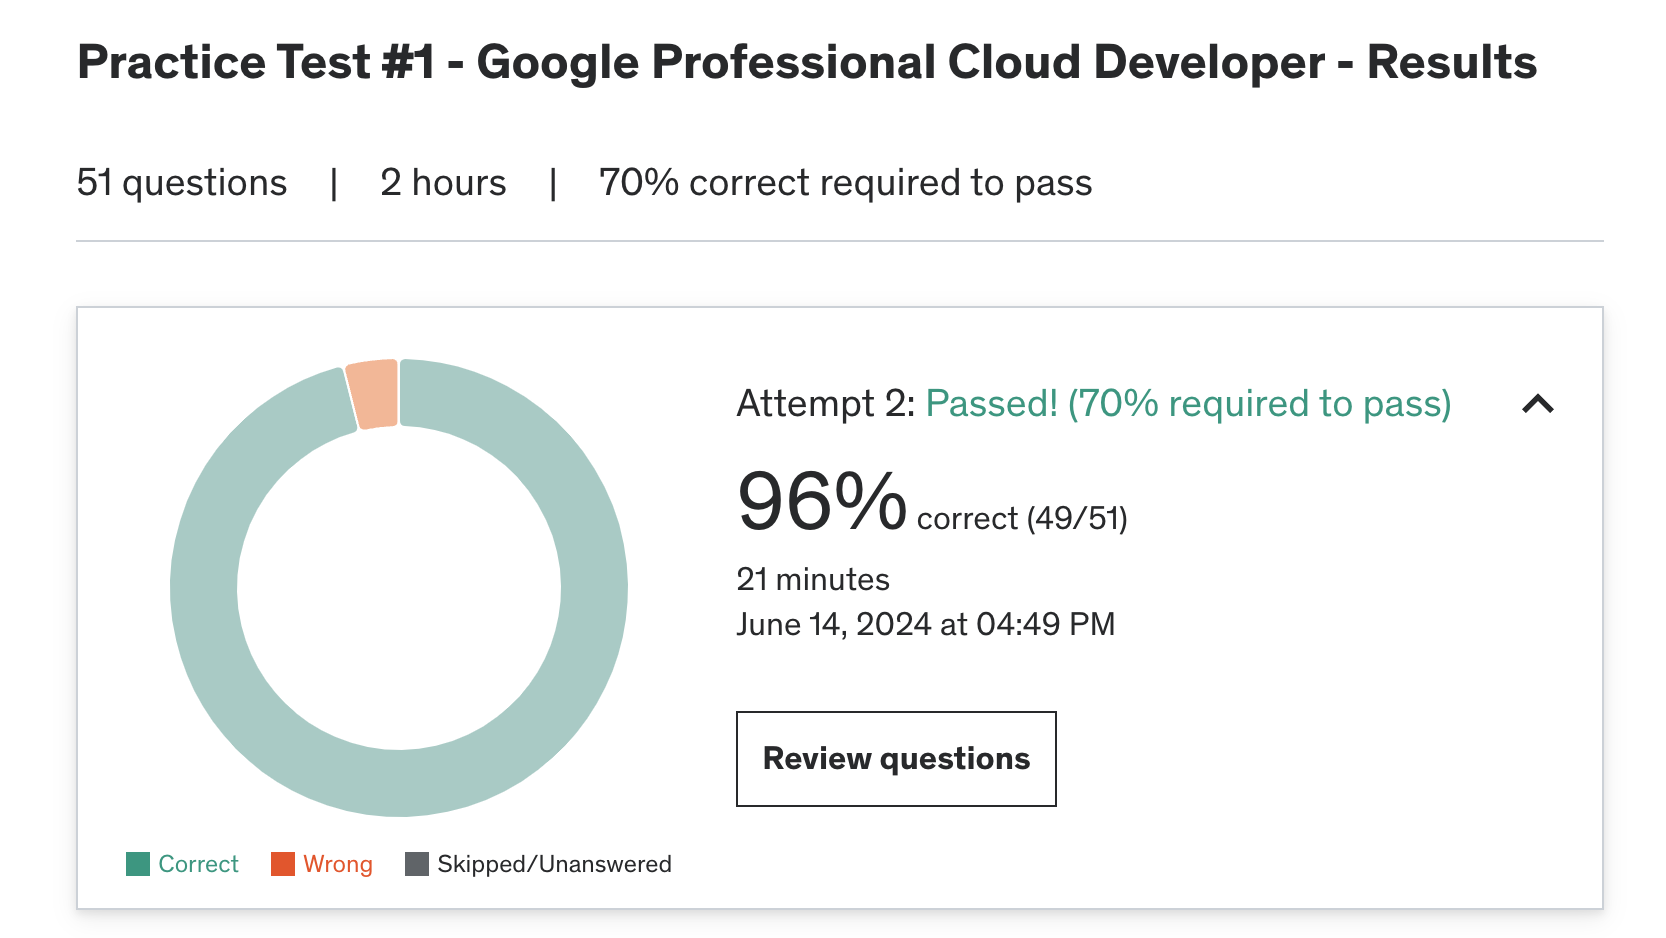 Practice Test #1 - Google Professional Cloud Developer - Results
51 questions | 2 hours | 70% correct required to pass
Attempt 2: Passed! (70% required to pass)
96% correct (49/51)
21 minutes
June 14, 2024 at 04:49 PM
Review questions
Correct Wrong Skipped/Unanswered